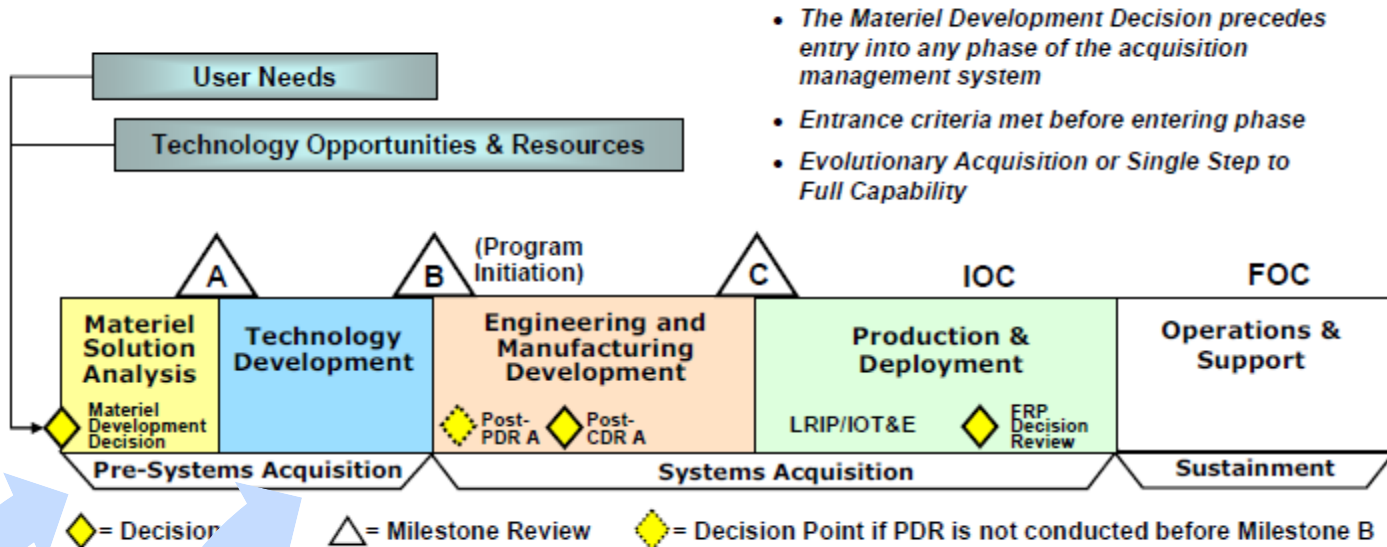 • The Materiel Development Decision precedes
entry into any phase of the acquisition
management system
• Entrance criteria met before entering phase
• Evolutionary Acquisition or Single Step to
Full Capability
User Needs
Technology Opportunities & Resources
A
B
(Program
Initiation)
C
IOC
FOC
Materiel
Solution
Analysis
Technology
Development
Engineering and
Manufacturing
Development
Production &
Deployment
Operations &
Support
Materiel
Development
Decision
Post-
PDR A
Post-
CDR A
LRIP/IOT&E
FRP
Decision
Review
Pre-Systems Acquisition
Systems Acquisition
Sustainment
= Decision
= Milestone Review
= Decision Point if PDR is not conducted before Milestone B